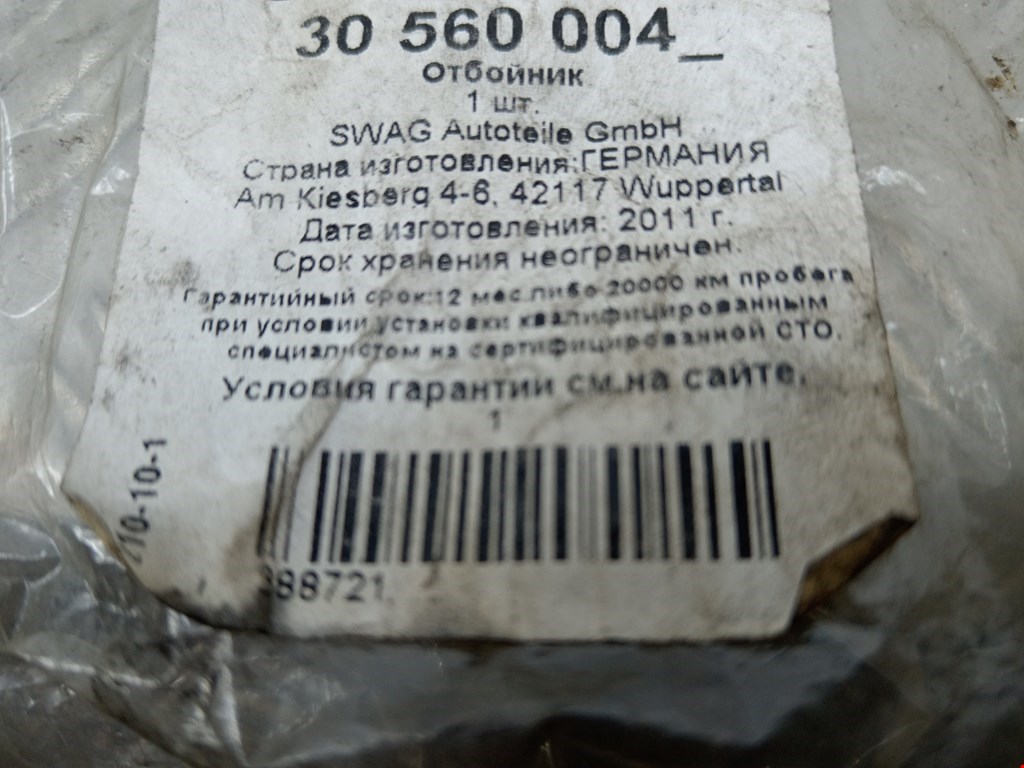 30 560 004_
Отбойник
1 шт.
SWAG Autoteile GmbH
Страна изготовления:ГЕРМАНИЯ
Am Kiesberg 4-6, 42117 Wuppertal
Дата изготовления: 2011 г.
Срок хранения неограничен.
Гарантийный срок:12 мес.либо 20000 км пробега
при условии установки квалифицированным
специалистом на сертифицированной СТО.
Условия гарантии см.на сайте.
1
10-10-1
388721.